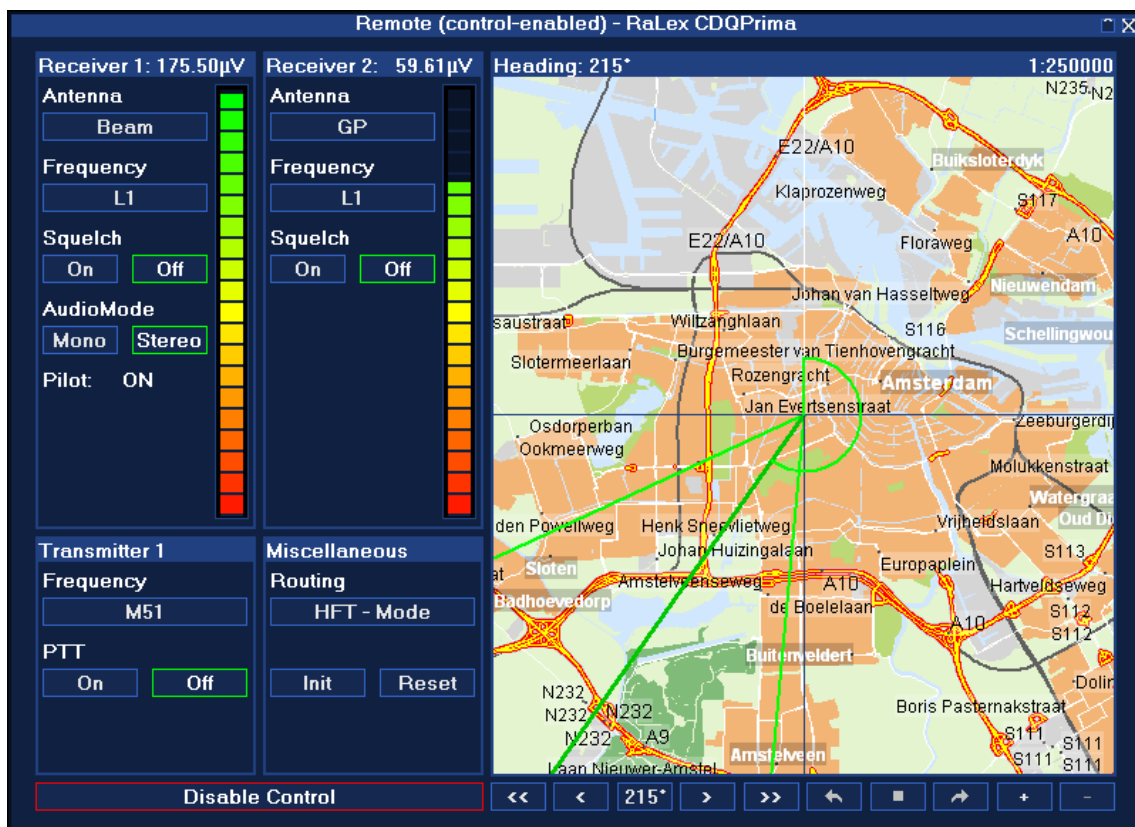 Remote (control-enabled) - RaLex CDQPrima
Receiver 1: 175.50µV
Antenna
Beam
Frequency
L1
Squelch
On Off
AudioMode
Mono Stereo
Pilot: ON
Receiver 2: 59.61µV
Antenna
GP
Frequency
L1
Squelch
On Off
Transmitter 1
Frequency
M51
PTT
On Off
Miscellaneous
Routing
HFT - Mode
Init Reset
Disable Control
Heading: 215° 1:250000
N235 N2
E22/A10
Buiksloterdyk
Klaprozenweg
S117
E22/A10
Floraweg
A10
Nieuwendam
Johan van Hasseltweg
saustraat
Wiltzanghlaan
S116
Schellingwou
Slotermeerlaan
Burgemeester van Tienhovengracht
Rozengracht
Amsterdam
Jan Evertsenstraat
Osdorperban
Zeeburgerdij
Ookmeerweg
Molukkenstraat
Watergraa
den Powellweg
Henk Sneevlietweg
Vrijheidslaan
Oud Di
Johan Huizingalaan
S113
at
Sloten
Europaplein
Amstelveenseweg
A10
Hartveldseweg
Badhoevedorp
de Boelelaan
S112
A10
S112
Buitenveldert
Dolin
N232
N232
N232
Boris Pasternakstraat
N232
A9
S111
S111
Amstelveen
S111
S111
Laan Nieuwer-Amstel
<< < 215° > >> + -